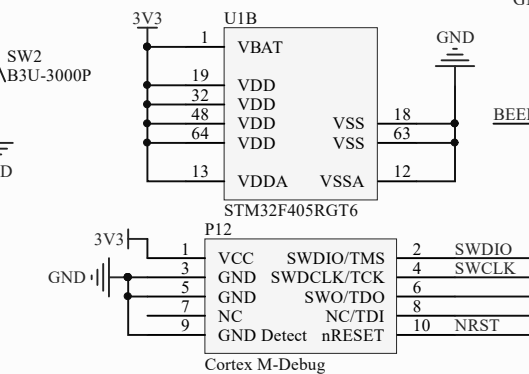 GN
3V3
U1B
GND
SW2
B3U-3000P
1 VBAT
19 VDD
32 VDD
48 VDD VSS 18
64 VDD VSS 63
13 VDDA VSSA 12
BEE
D
STM32F405RGT6
P12
3V3
1 VCC SWDIO/TMS 2 SWDIO
GND 3 GND SWDCLK/TCK 4 SWCLK
5 GND SWO/TDO 6
7 NC NC/TDI 8
9 GND Detect nRESET 10 NRST
Cortex M-Debug